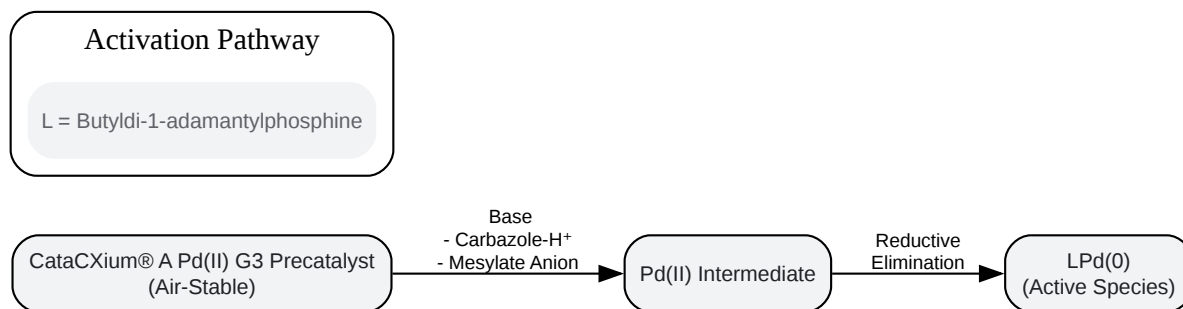 Activation Pathway
L = Butyldi-1-adamantylphosphine
Base
- Carbazole-H⁺
- Mesylate Anion
Reductive
Elimination
CataCXium® A Pd(II) G3 Precatalyst
(Air-Stable)
Pd(II) Intermediate
LPd(0)
(Active Species)